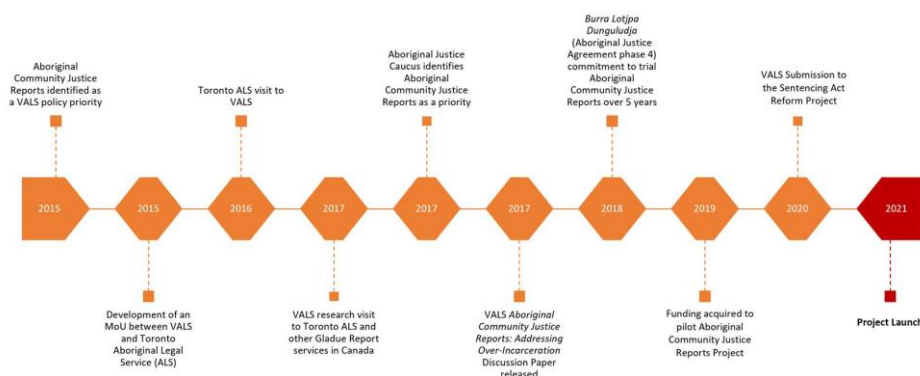 Aboriginal
Community Justice
Reports identified as
a VALS policy priority
Toronto ALS visit to
VALS
Aboriginal Justice
Caucus identifies
Aboriginal
Community Justice
Reports as a priority
Burra Lotjpa
Dunguludja
(Aboriginal Justice
Agreement phase 4)
commitment to trial
Aboriginal
Community Justice
Reports over 5 years
VALS Submission to
the Sentencing Act
Reform Project
2015
2015
2016
2017
2017
2017
2018
2019
2020
2021
Development of an
MoU between VALS
and Toronto
Aboriginal Legal
Service (ALS)
VALS research visit
to Toronto ALS and
other Gladue Report
services in Canada
VALS Aboriginal
Community Justice
Reports: Addressing
Over-Incarceration
Discussion Paper
released
Funding acquired to
pilot Aboriginal
Community Justice
Reports Project
Project Launch